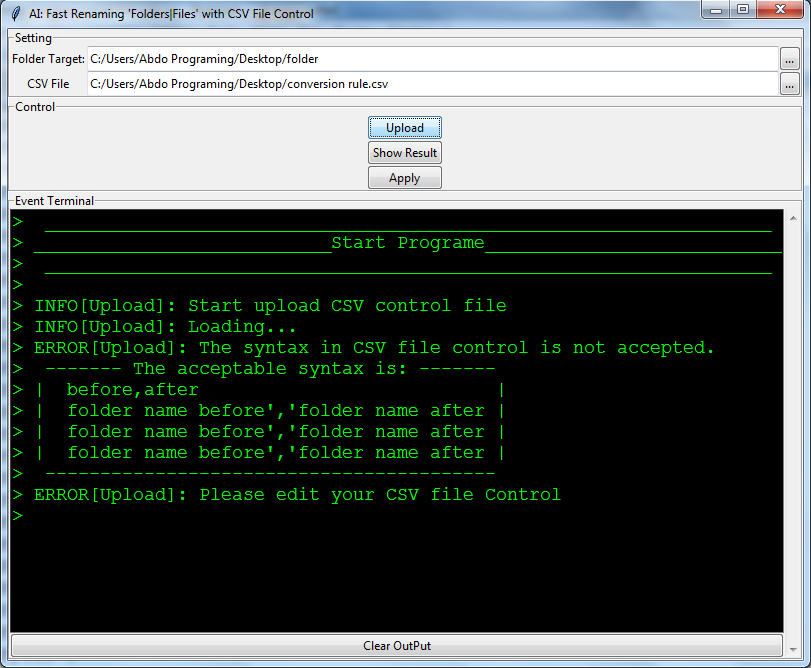 AI: Fast Renaming 'Folders|Files' with CSV File Control
Setting
Folder Target: C:/Users/Abdo Programing/Desktop/folder ...
CSV File C:/Users/Abdo Programing/Desktop/conversion rule.csv ...
Control
Upload
Show Result
Apply
Event Terminal
> ____________________________________________________________________
> ____________________________Start Programe____________________________
> ____________________________________________________________________
>
> INFO[Upload]: Start upload CSV control file
> INFO[Upload]: Loading...
> ERROR[Upload]: The syntax in CSV file control is not accepted.
>  ------- The acceptable syntax is: -------
> |  before,after                            |
> |  folder name before','folder name after |
> |  folder name before','folder name after |
> |  folder name before','folder name after |
>  ------------------------------------------
> ERROR[Upload]: Please edit your CSV file Control
>
Clear OutPut